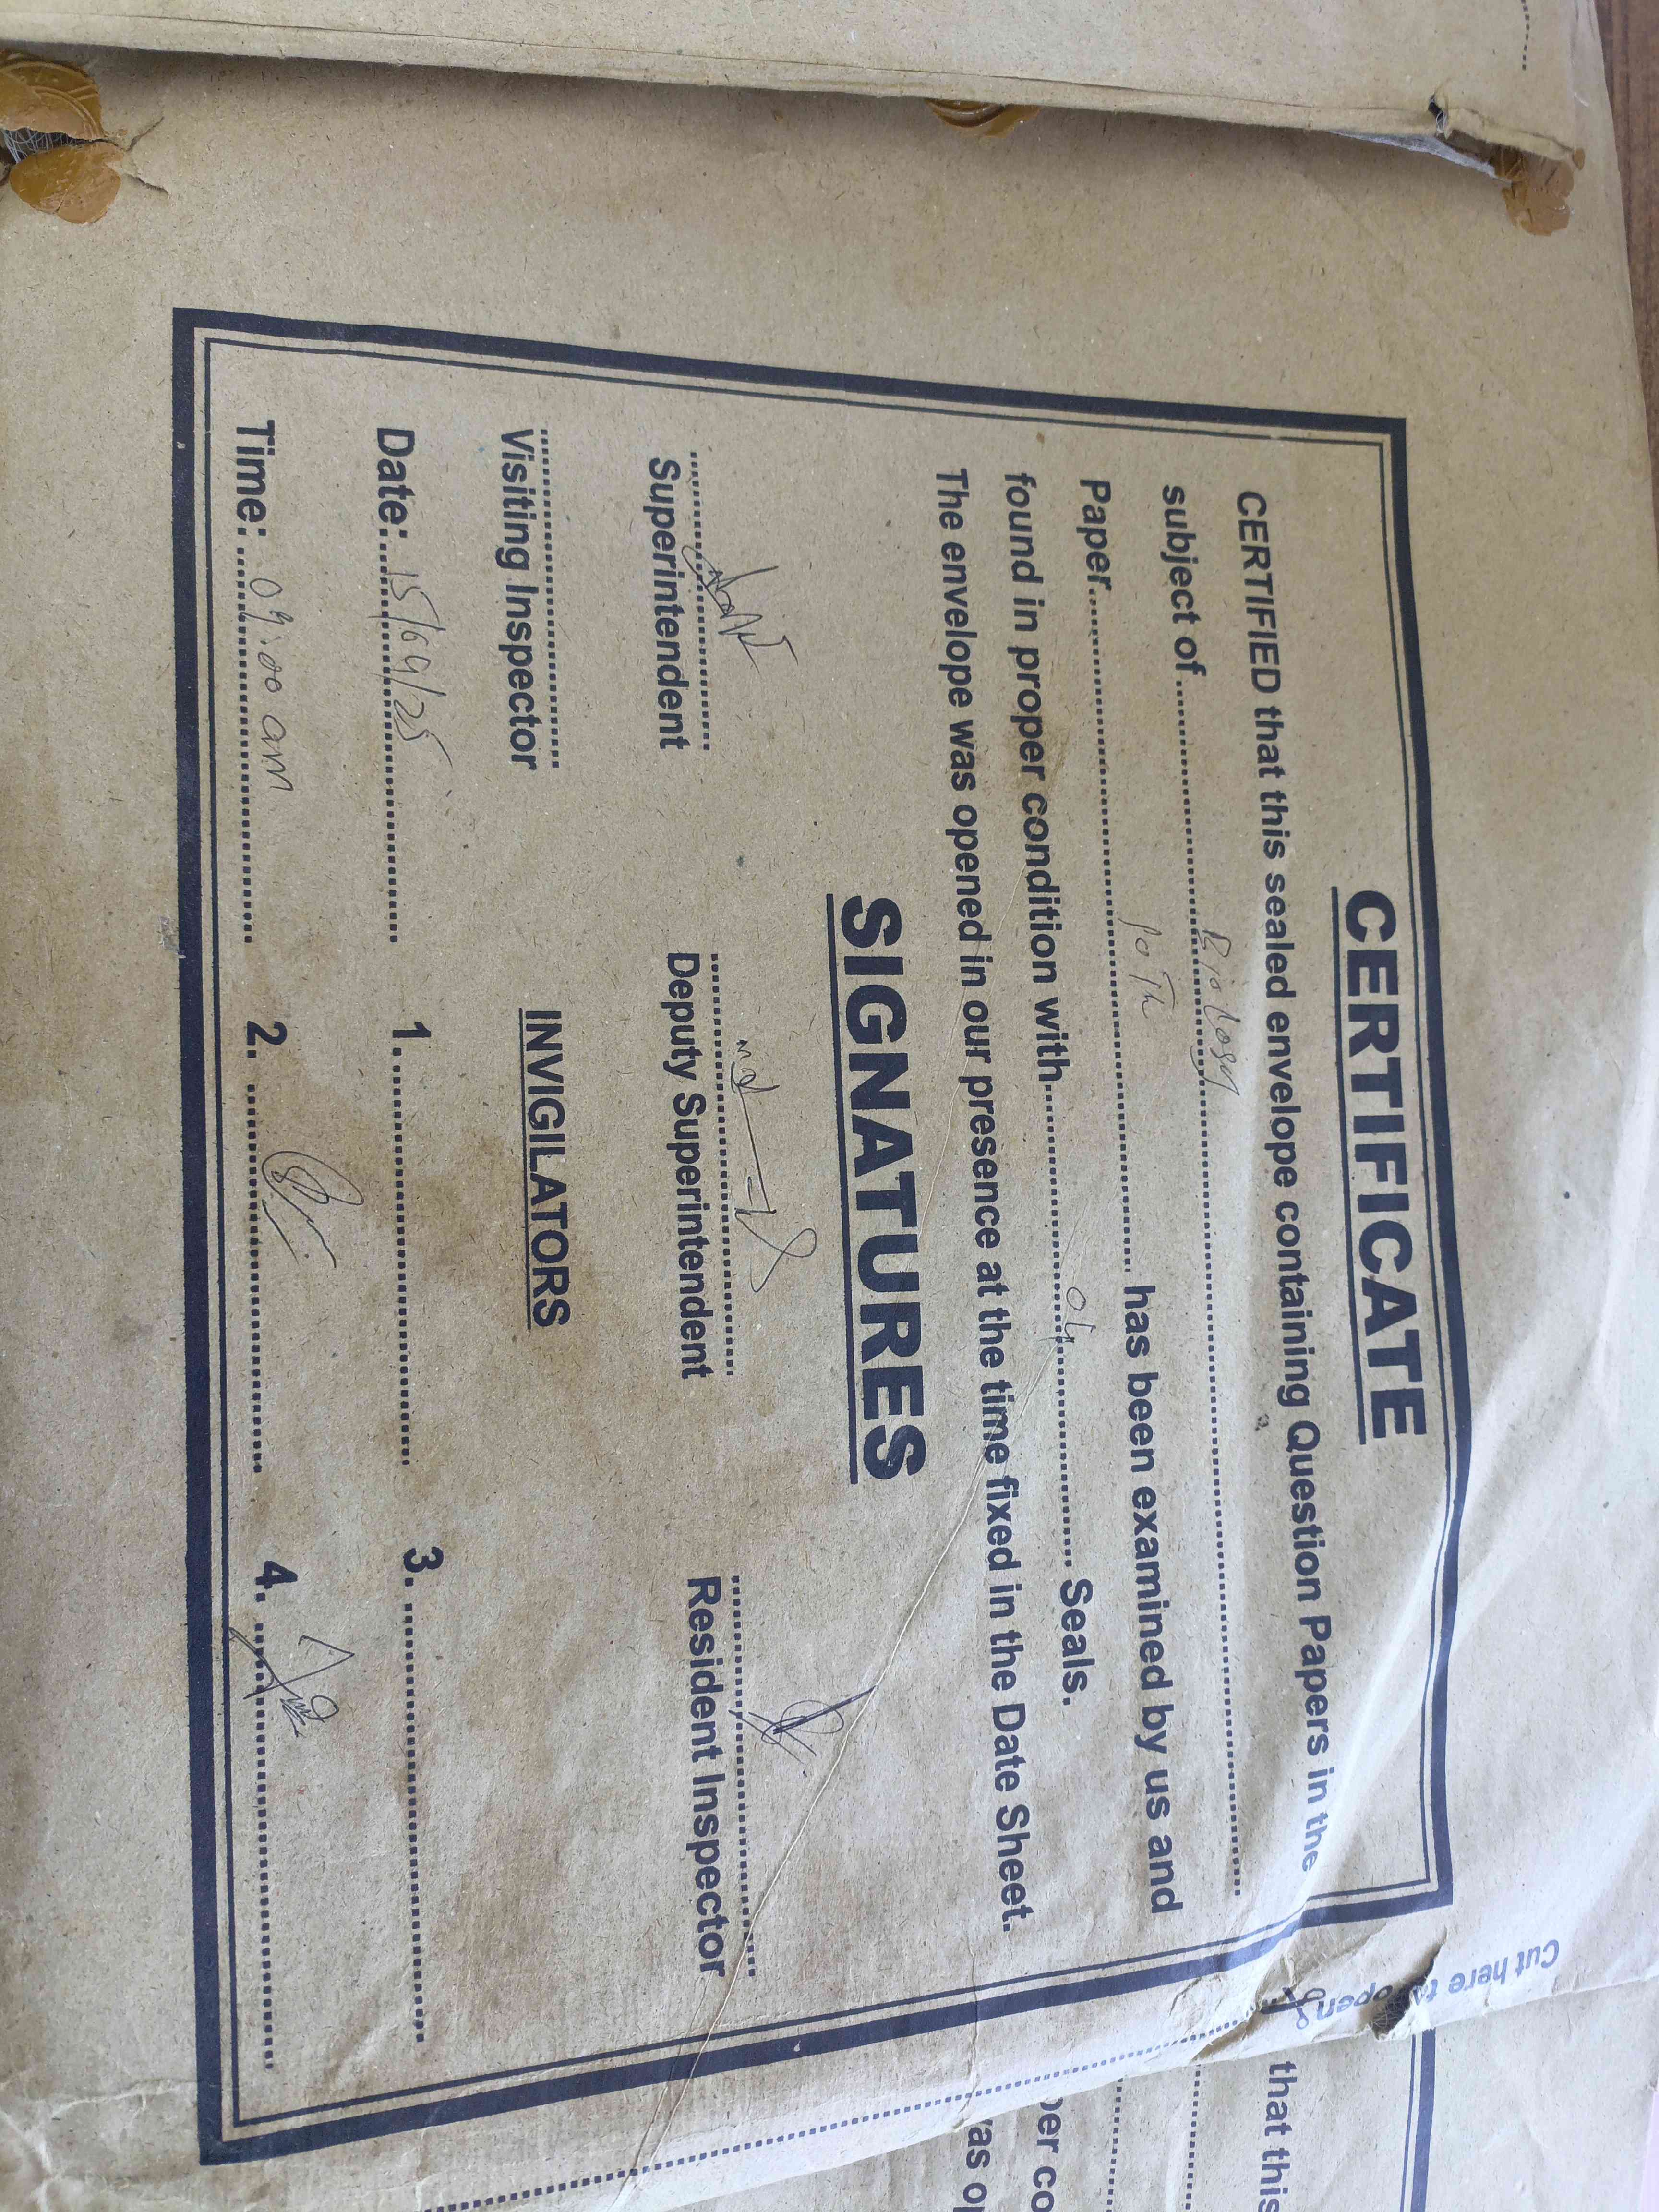 CERTIFICATE
CERTIFIED that this sealed envelope containing Question Papers in the
subject of.......... Biology ..........
Paper.......... 10Th .......... has been examined by us and
found in proper condition with.......... 04 .......... Seals.
The envelope was opened in our presence at the time fixed in the Date Sheet.
SIGNATURES
Superintendent Deputy Superintendent Resident Inspector
Visiting Inspector
INVIGILATORS
Date:.... 15/09/25 .......... 1........... 3...........
Time: .... 09:00 am .......... 2. .......... 4. ..........
Cut here to open
that this
per co
was op